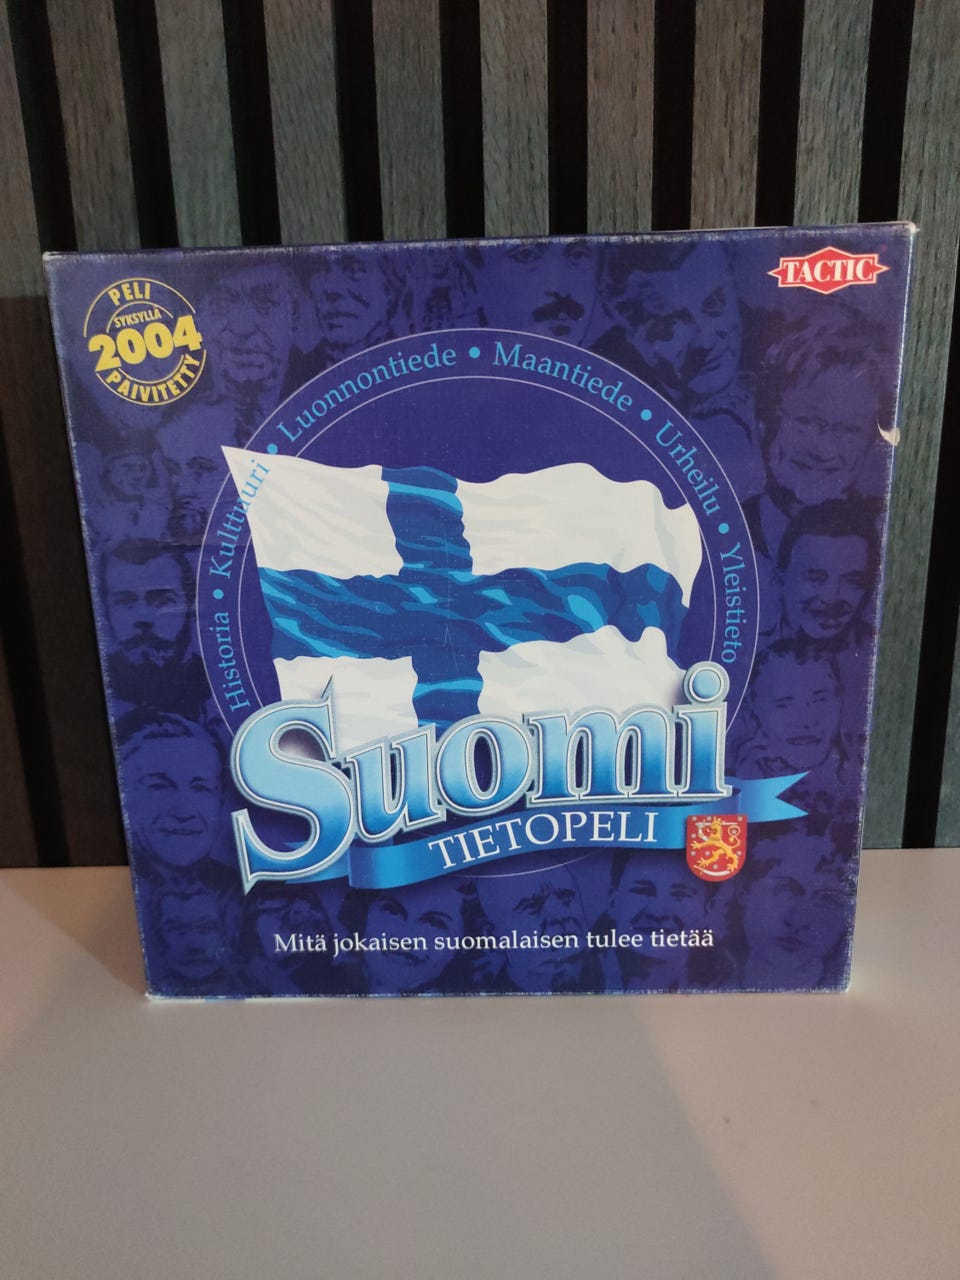 PELI
SYKSYLLÄ
2004
PÄIVITETTY
TACTIC
Historia • Kulttuuri • Luonnontiede • Maantiede • Urheilu • Yleistieto
Suomi
TIETOPELI
Mitä jokaisen suomalaisen tulee tietää